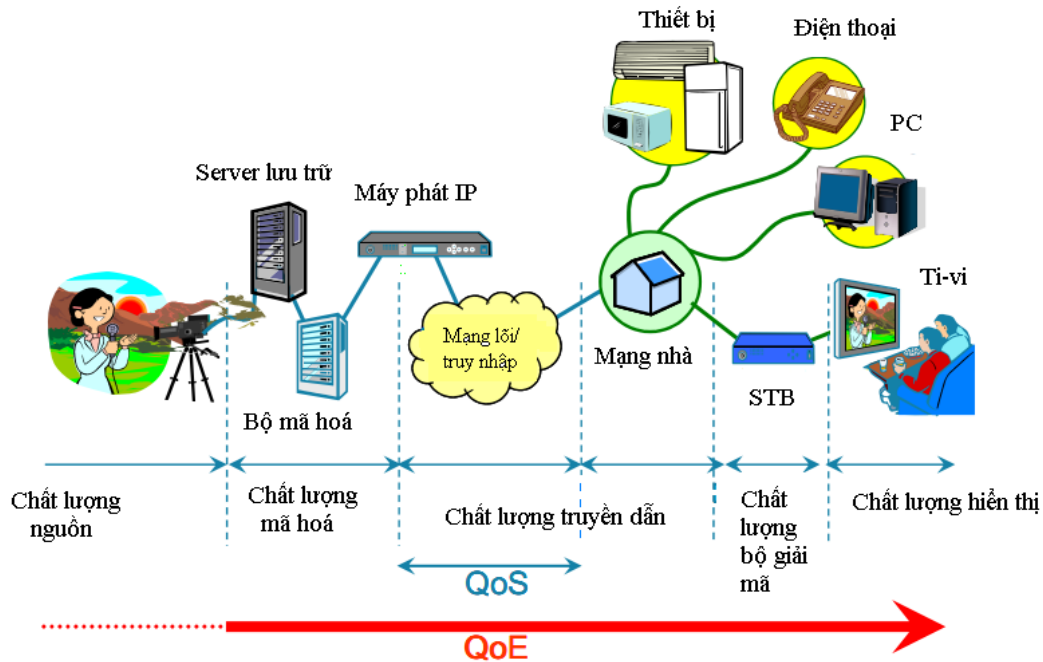 Thiết bị
Điện thoại
PC
Server lưu trữ
Máy phát IP
Ti-vi
Mạng lõi/
truy nhập
Mạng nhà
STB
Bộ mã hoá
Chất lượng
nguồn
Chất lượng
mã hoá
Chất lượng truyền dẫn
Chất
lượng
bộ giải
mã
Chất lượng hiển thị
QoS
QoE